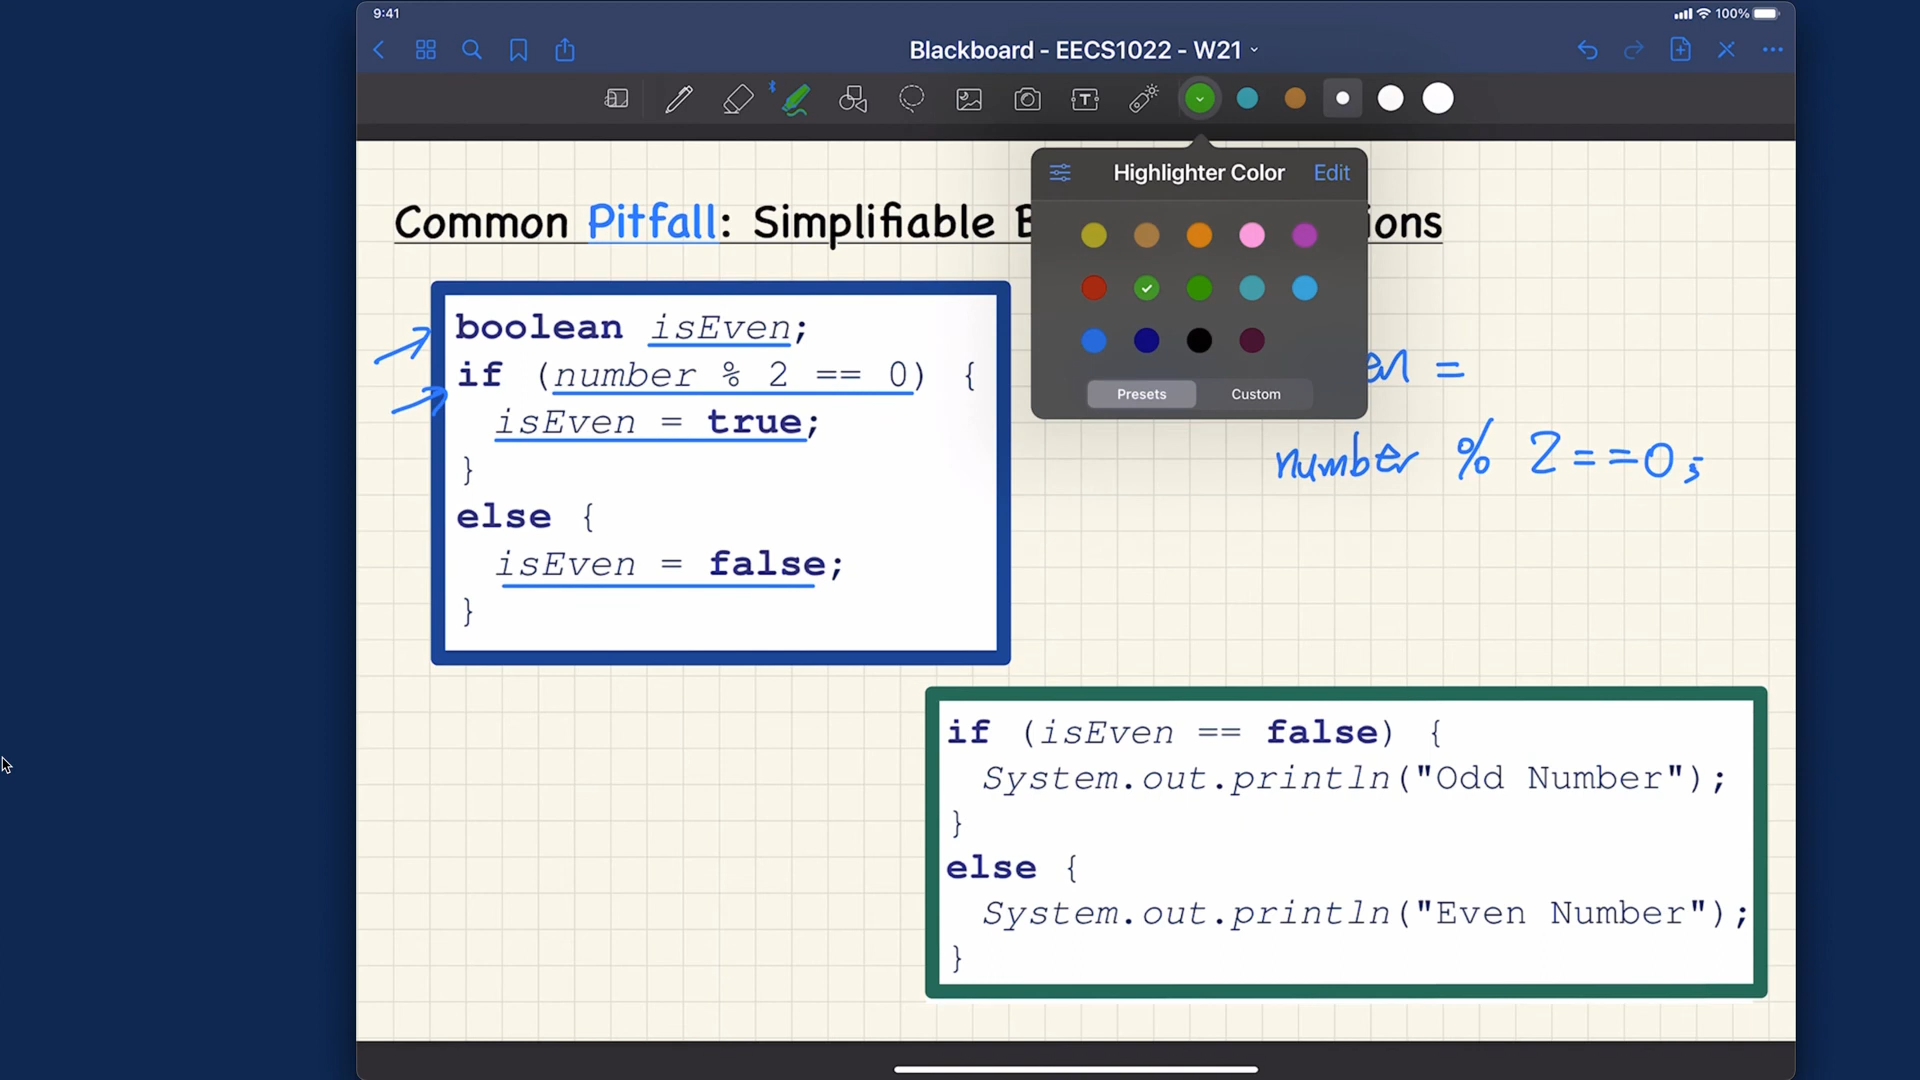 9:41
100%
Blackboard - EECS1022 - W21
Highlighter Color
Edit
Presets
Custom
Common Pitfall: Simplifiable B
ions
boolean isEven;
if (number % 2 == 0) {
isEven = true;
}
else {
isEven = false;
}
en =
number % 2 == 0;
if (isEven == false) {
System.out.println("Odd Number");
}
else {
System.out.println("Even Number");
}